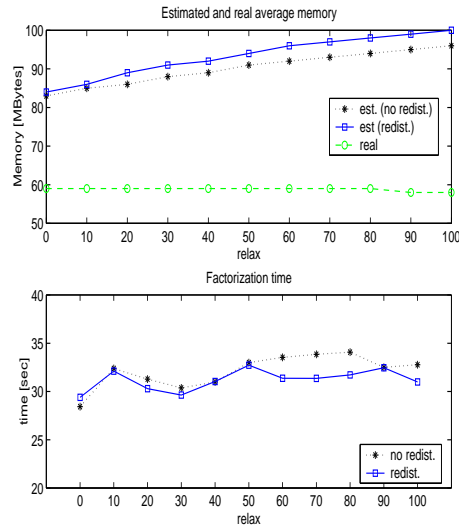 Estimated and real average memory
Memory [MBytes]
100
90
80
70
60
50
est. (no redist.)
est (redist.)
real
0 10 20 30 40 50 60 70 80 90 100
relax
Factorization time
time [sec]
40
35
30
25
20
no redist.
redist.
0 10 20 30 40 50 60 70 80 90 100
relax